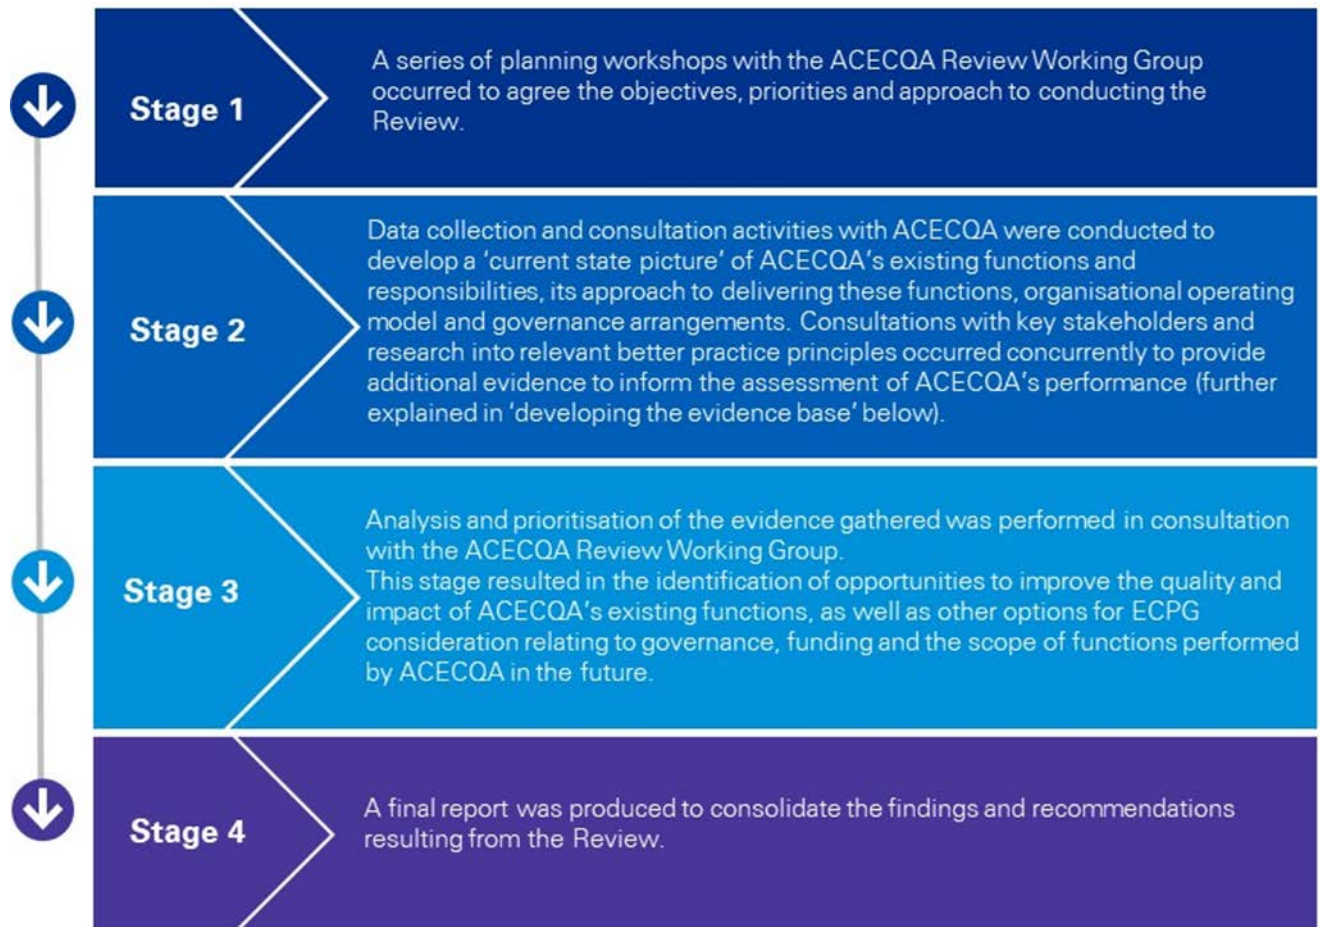 Stage 1
A series of planning workshops with the ACECQA Review Working Group
occurred to agree the objectives, priorities and approach to conducting the
Review.
Stage 2
Data collection and consultation activities with ACECQA were conducted to
develop a ‘current state picture’ of ACECQA’s existing functions and
responsibilities, its approach to delivering these functions, organisational operating
model and governance arrangements. Consultations with key stakeholders and
research into relevant better practice principles occurred concurrently to provide
additional evidence to inform the assessment of ACECQA’s performance (further
explained in ‘developing the evidence base’ below).
Stage 3
Analysis and prioritisation of the evidence gathered was performed in consultation
with the ACECQA Review Working Group.
This stage resulted in the identification of opportunities to improve the quality and
impact of ACECQA’s existing functions, as well as other options for ECPG
consideration relating to governance, funding and the scope of functions performed
by ACECQA in the future.
Stage 4
A final report was produced to consolidate the findings and recommendations
resulting from the Review.